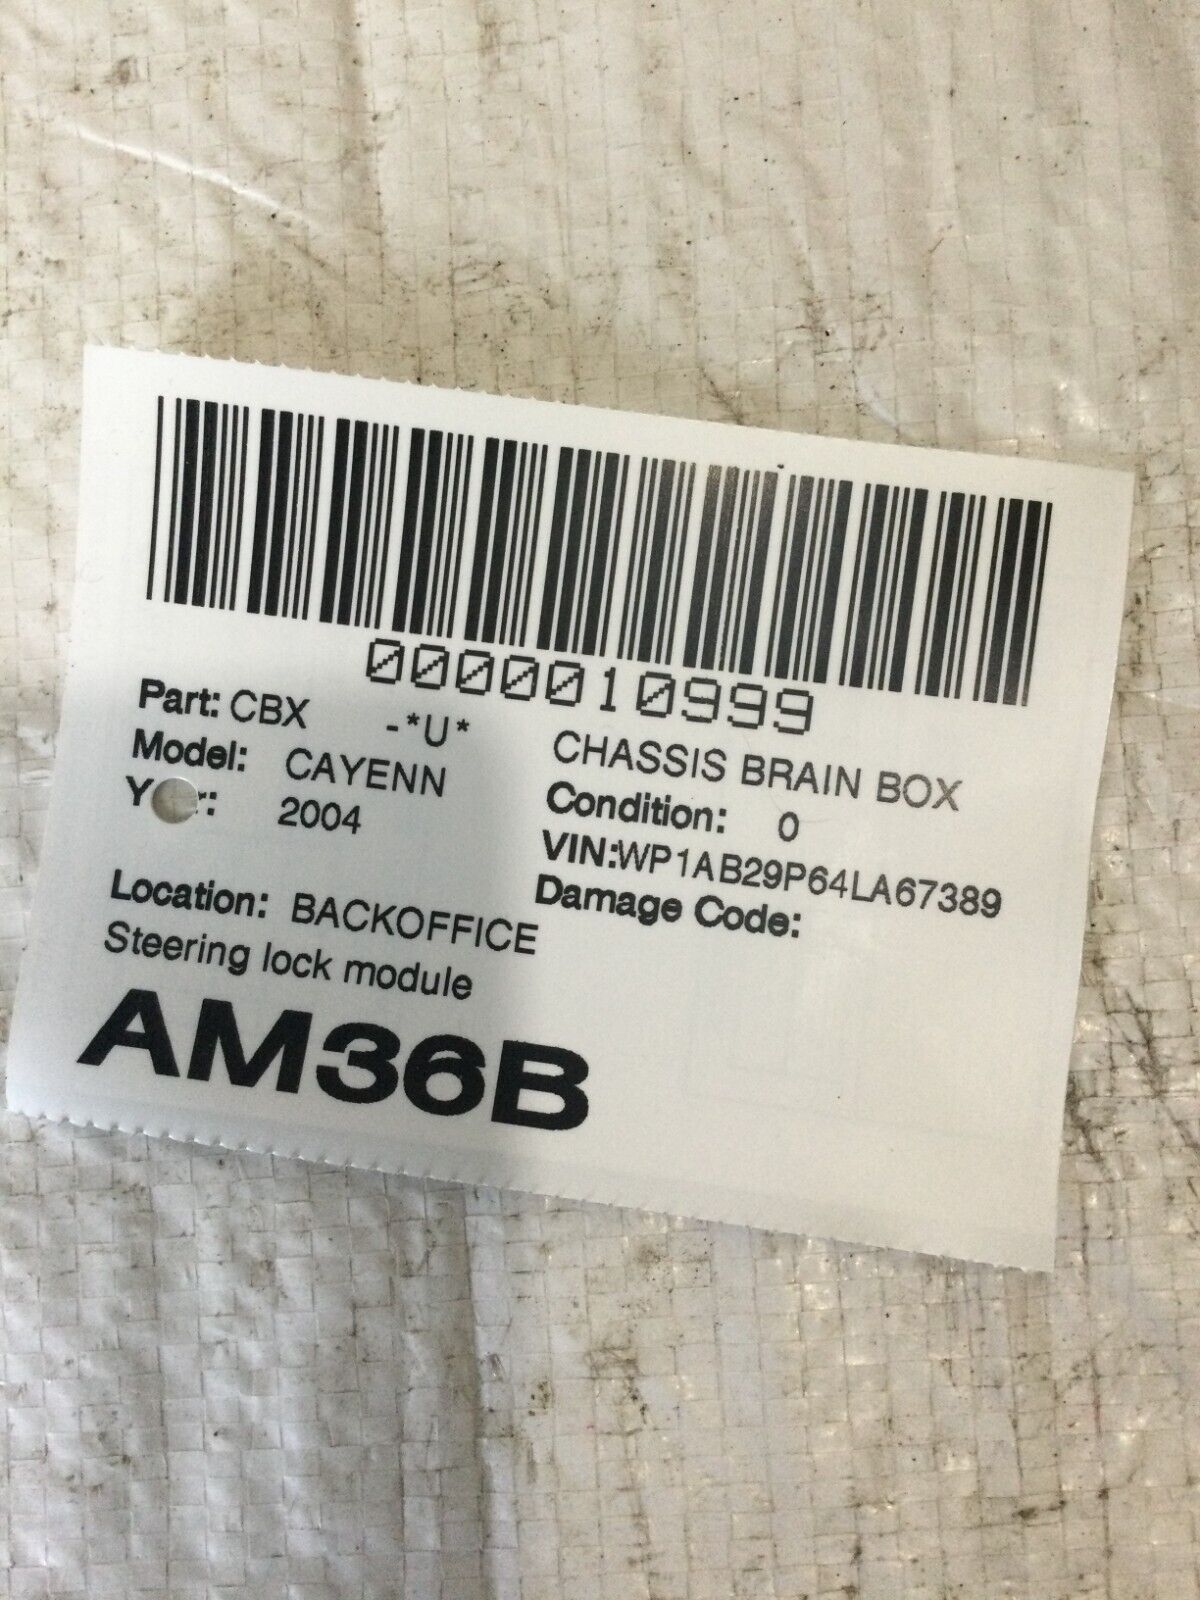 0000010999
Part: CBX -*U* CHASSIS BRAIN BOX
Model: CAYENN Condition: 0
2004 VIN:WP1AB29P64LA67389
Location: BACKOFFICE Damage Code:
Steering lock module
AM36B